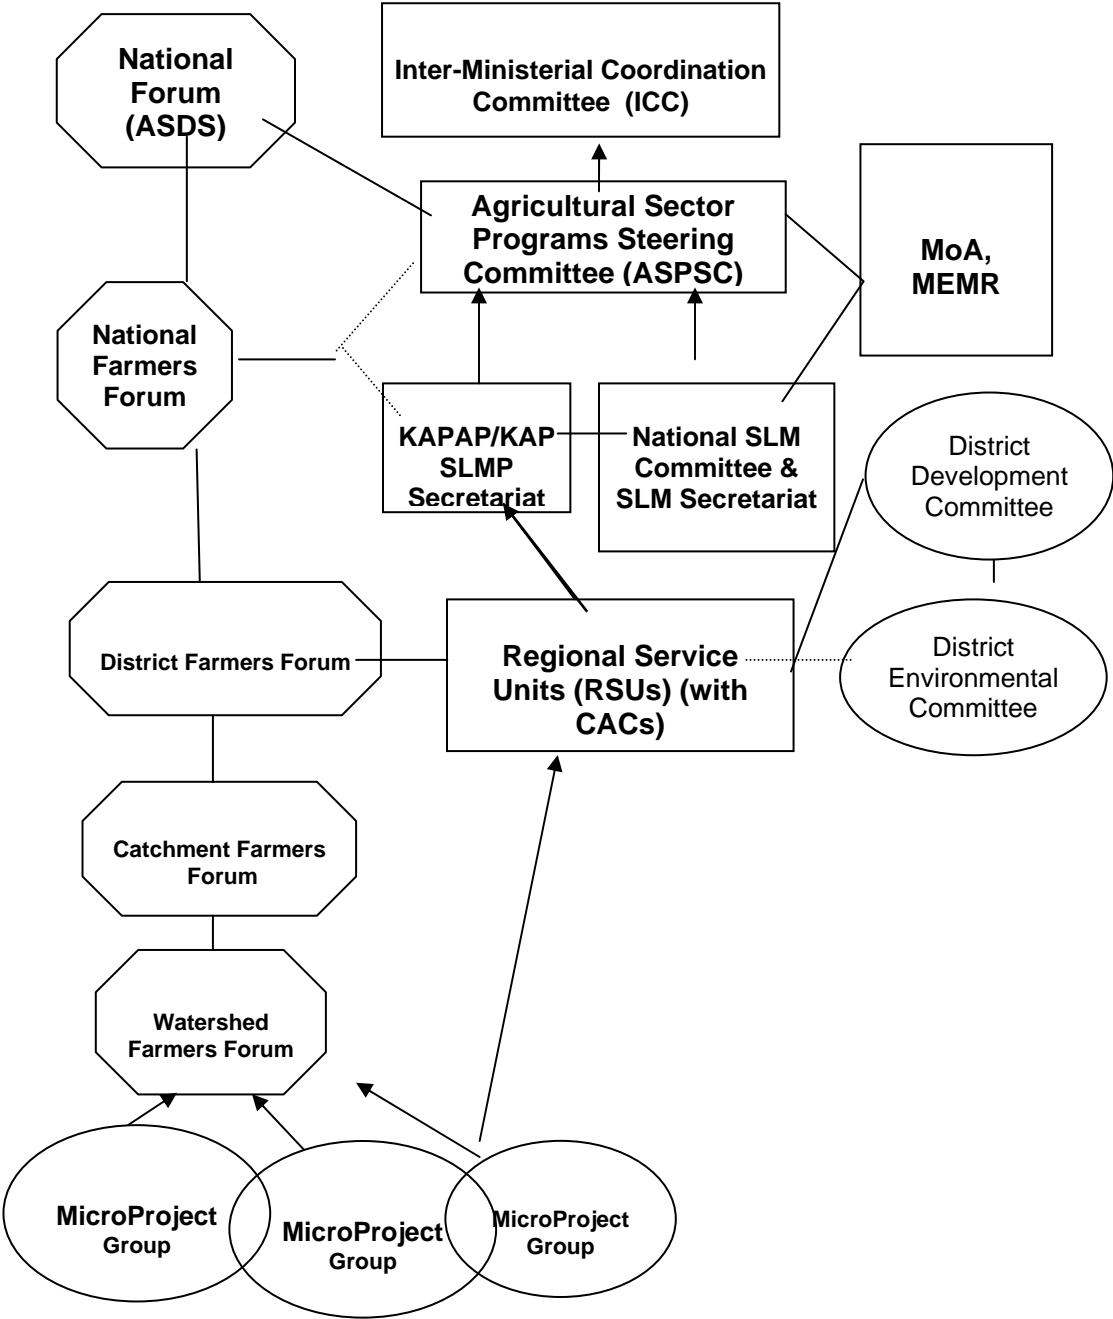 National
Forum
(ASDS)
Inter-Ministerial Coordination
Committee (ICC)
Agricultural Sector
Programs Steering
Committee (ASPSC)
MoA,
MEMR
National
Farmers
Forum
KAPAP/KAP
SLMP
Secretariat
National SLM
Committee &
SLM Secretariat
District
Development
Committee
District Farmers Forum
Regional Service
Units (RSUs) (with
CACs)
District
Environmental
Committee
Catchment Farmers
Forum
Watershed
Farmers Forum
MicroProject
Group
MicroProject
Group
MicroProject
Group